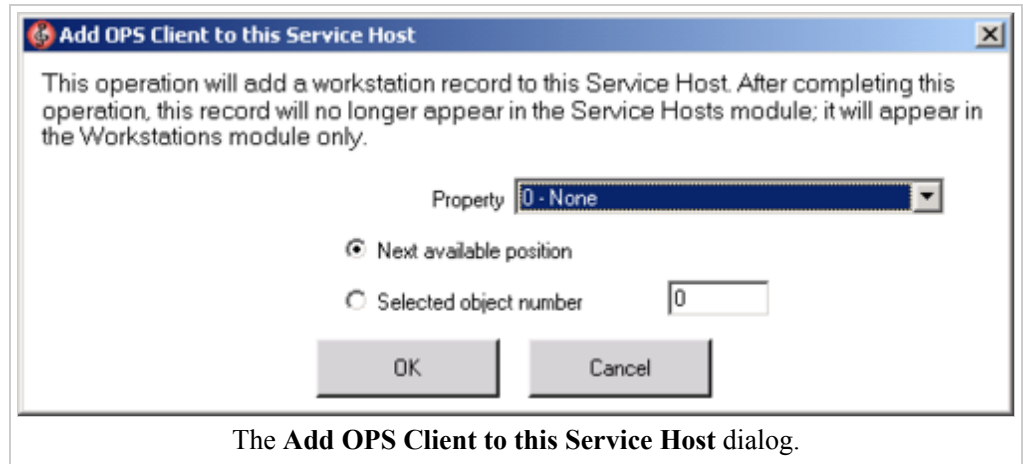 Add OPS Client to this Service Host
This operation will add a workstation record to this Service Host. After completing this
operation, this record will no longer appear in the Service Hosts module; it will appear in
the Workstations module only.
Property 0 - None
Next available position
Selected object number 0
OK Cancel
The Add OPS Client to this Service Host dialog.